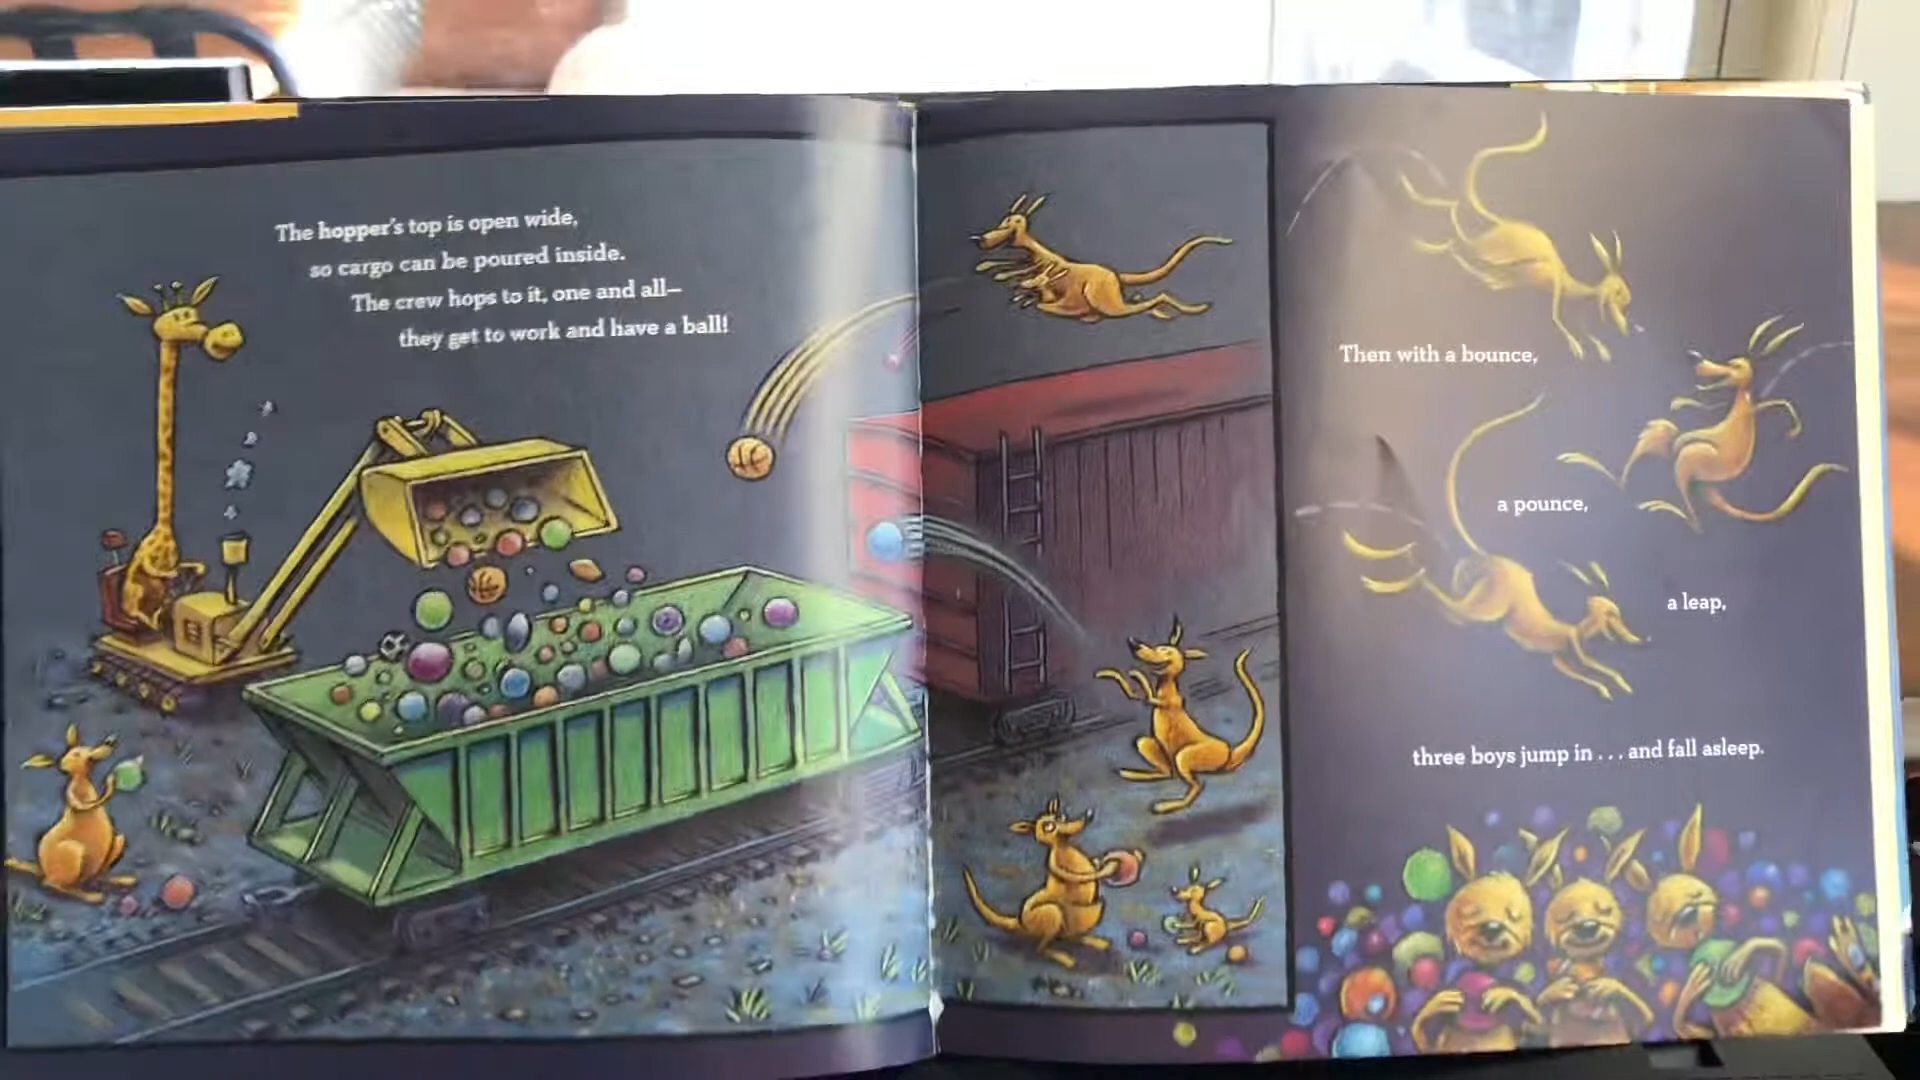 The hopper's top is open wide,
so cargo can be poured inside.
The crew hops to it, one and all—
they get to work and have a ball!
Then with a bounce,
a pounce,
a leap,
three boys jump in . . . and fall asleep.